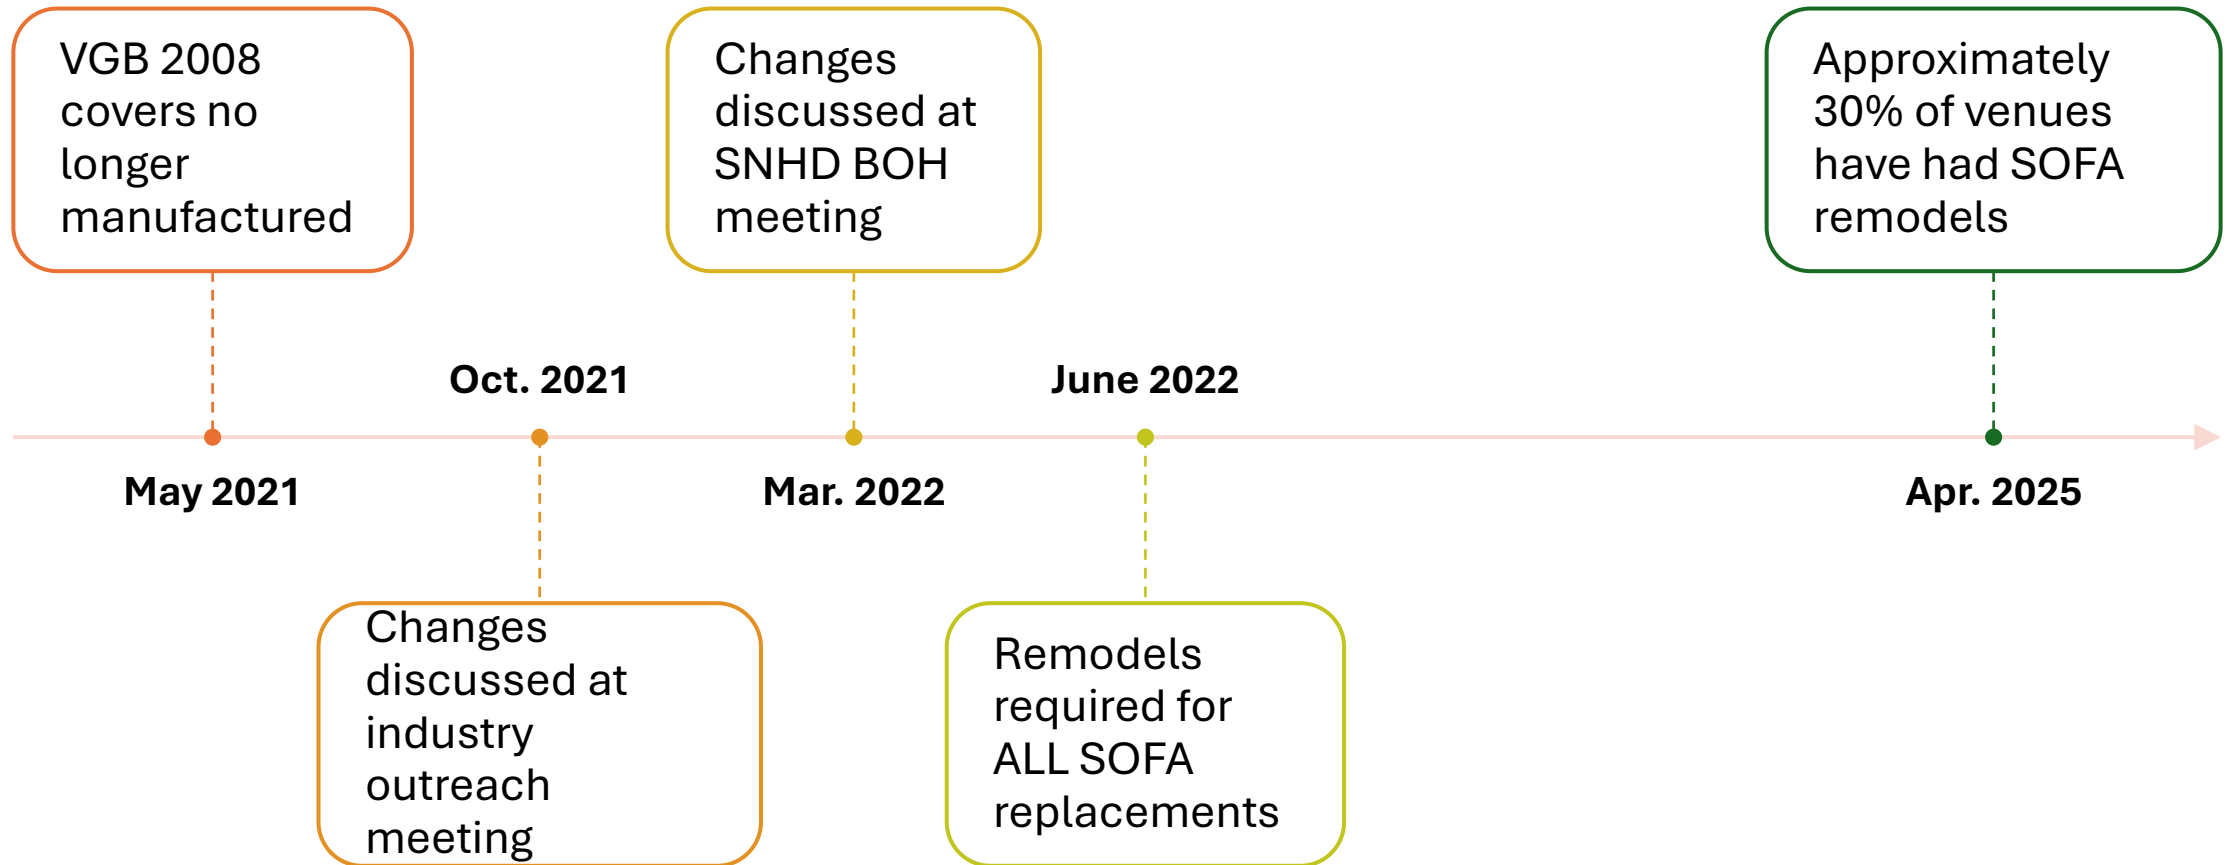 VGB 2008
covers no
longer
manufactured
May 2021
Oct. 2021
Changes
discussed at
industry
outreach
meeting
Changes
discussed at
SNHD BOH
meeting
Mar. 2022
June 2022
Remodels
required for
ALL SOFA
replacements
Approximately
30% of venues
have had SOFA
remodels
Apr. 2025